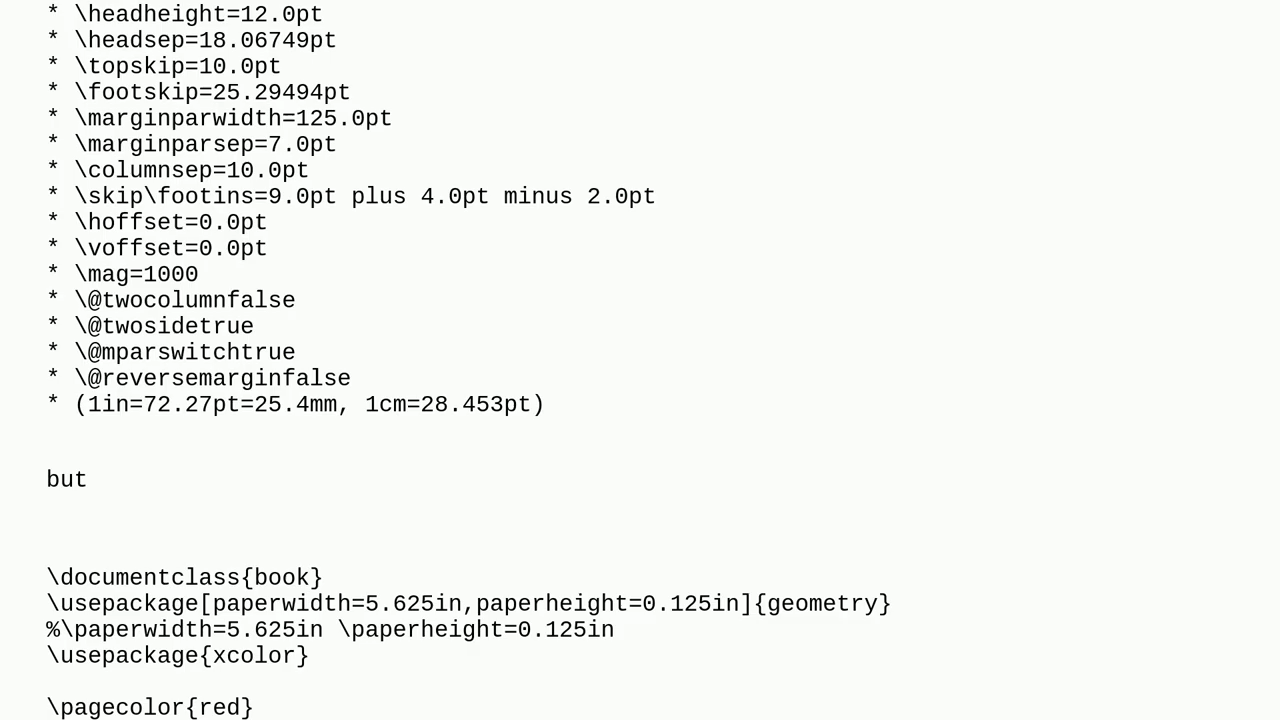 * \headheight=12.0pt
* \headsep=18.06749pt
* \topskip=10.0pt
* \footskip=25.29494pt
* \marginparwidth=125.0pt
* \marginparsep=7.0pt
* \columnsep=10.0pt
* \skip\footins=9.0pt plus 4.0pt minus 2.0pt
* \hoffset=0.0pt
* \voffset=0.0pt
* \mag=1000
* \@twocolumnfalse
* \@twosidetrue
* \@mparswitchtrue
* \@reversemarginfalse
* (1in=72.27pt=25.4mm, 1cm=28.453pt)
but
\documentclass{book}
\usepackage[paperwidth=5.625in,paperheight=0.125in]{geometry}
%\paperwidth=5.625in \paperheight=0.125in
\usepackage{xcolor}
\pagecolor{red}